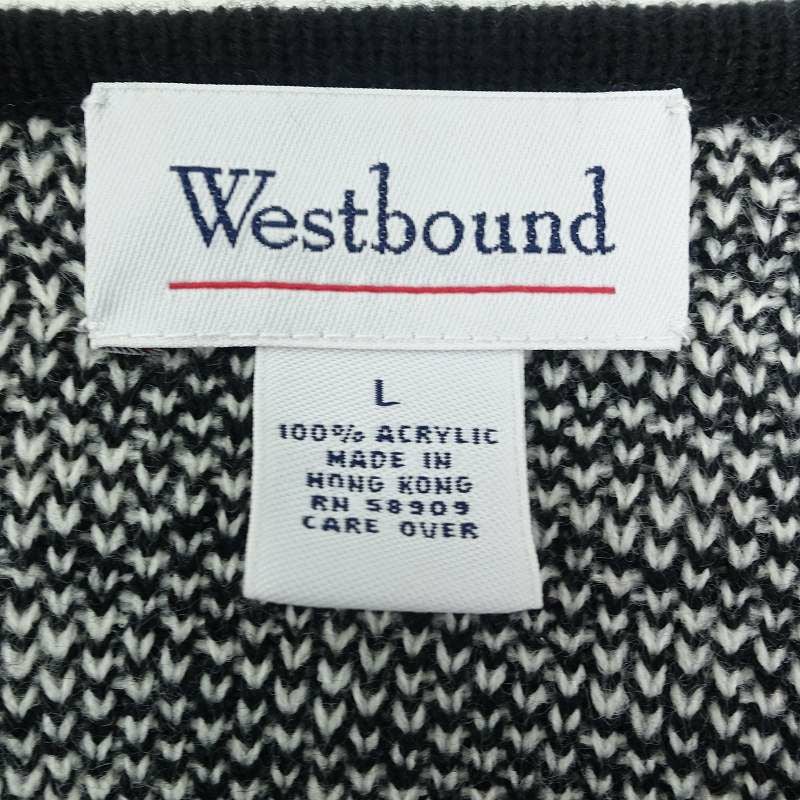 Westbound
L
100% ACRYLIC
MADE IN
HONG KONG
RN 58909
CARE OVER